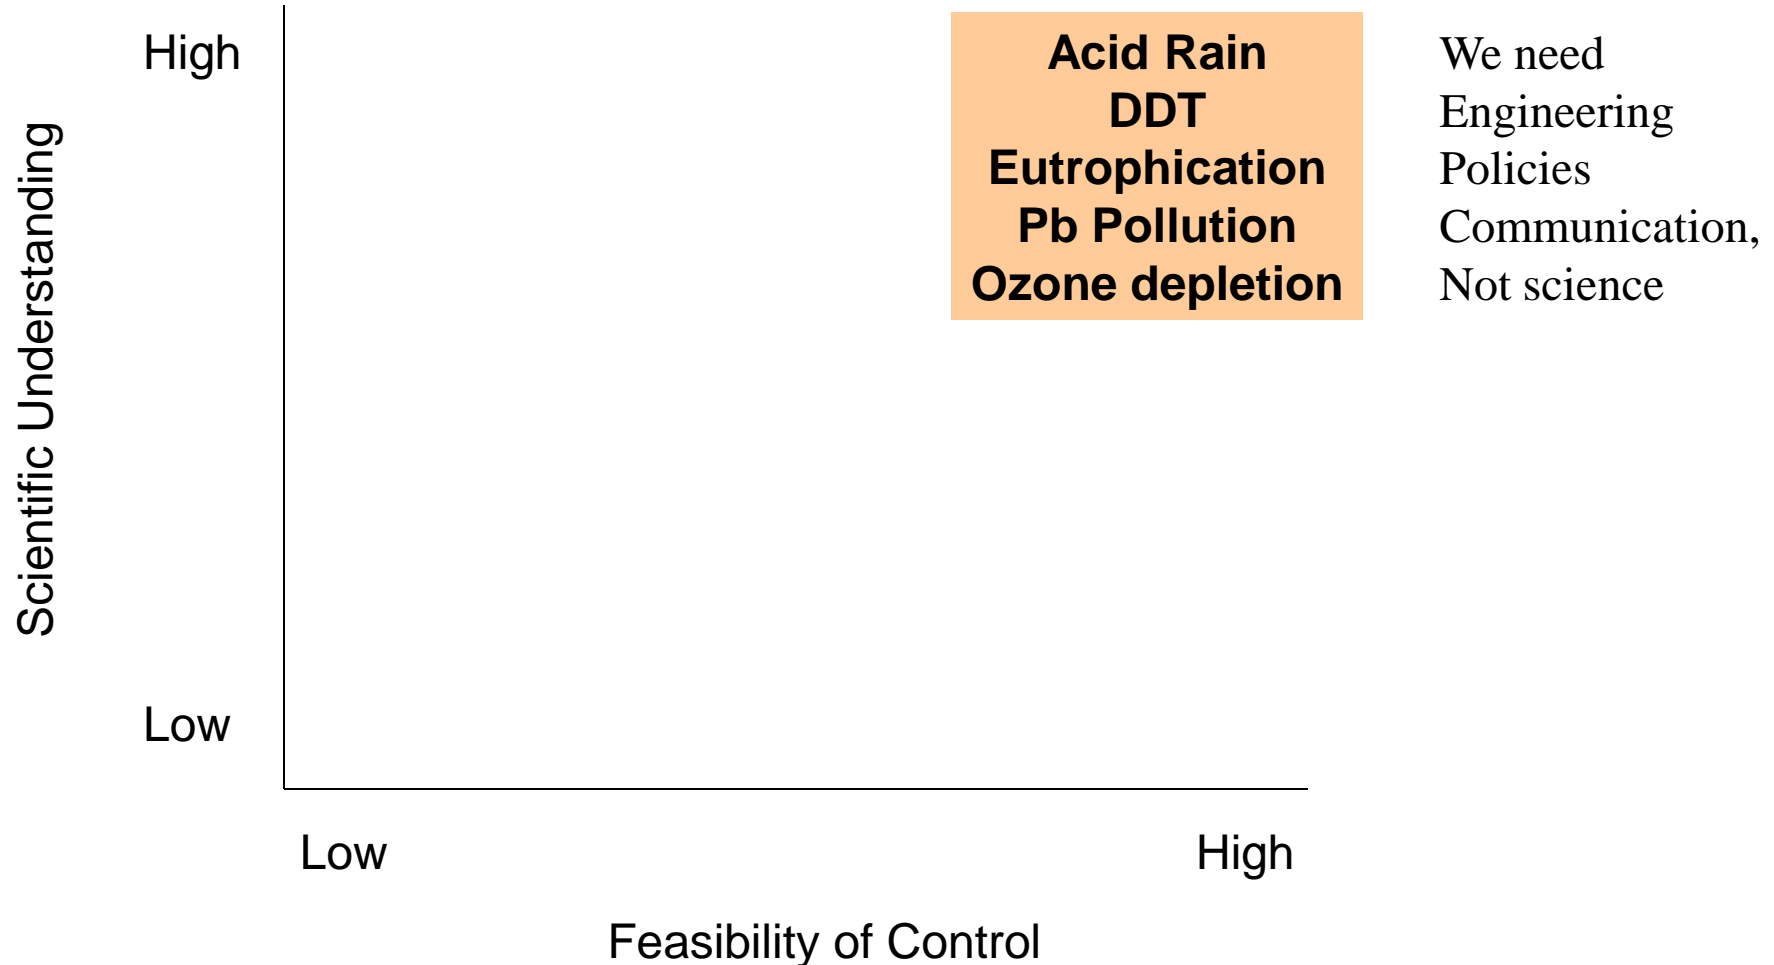 Scientific Understanding
High
Low
Acid Rain
DDT
Eutrophication
Pb Pollution
Ozone depletion
We need
Engineering
Policies
Communication,
Not science
Low
High
Feasibility of Control